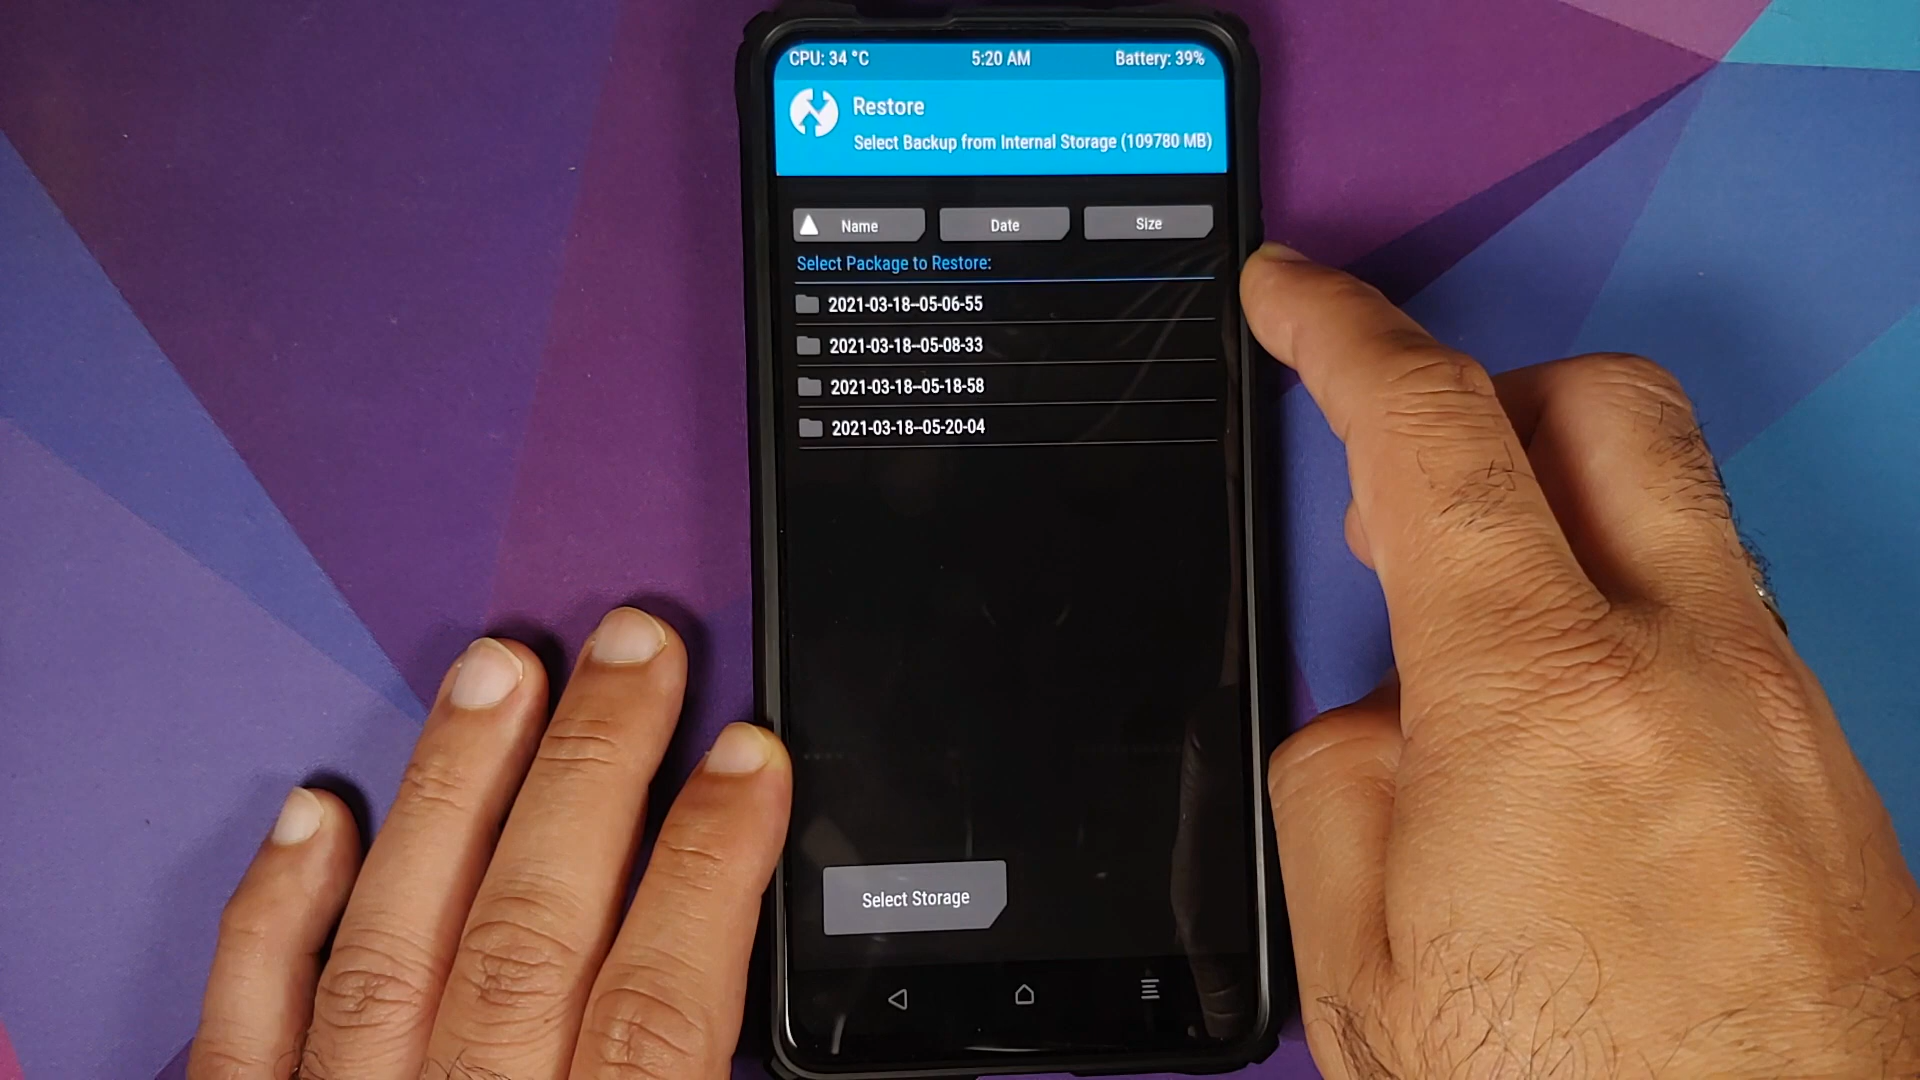 CPU: 34 °C 5:20 AM Battery: 39%
Restore
Select Backup from Internal Storage (109780 MB)
Name Date Size
Select Package to Restore:
2021-03-18--05-06-55
2021-03-18--05-08-33
2021-03-18--05-18-58
2021-03-18--05-20-04
Select Storage